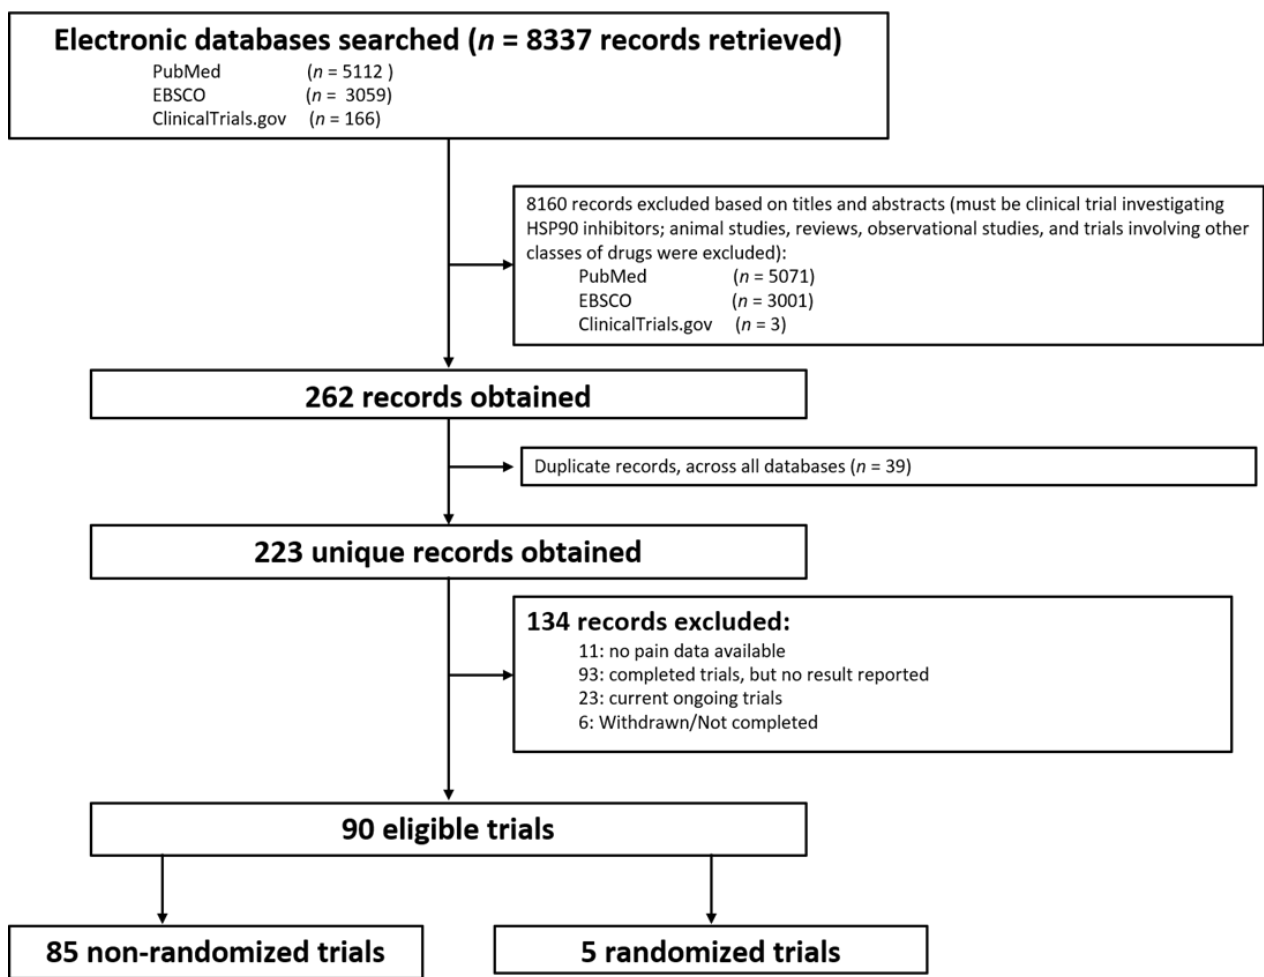 Electronic databases searched (n = 8337 records retrieved)
PubMed (n = 5112 )
EBSCO (n = 3059)
ClinicalTrials.gov (n = 166)
8160 records excluded based on titles and abstracts (must be clinical trial investigating
HSP90 inhibitors; animal studies, reviews, observational studies, and trials involving other
classes of drugs were excluded):
PubMed (n = 5071)
EBSCO (n = 3001)
ClinicalTrials.gov (n = 3)
262 records obtained
Duplicate records, across all databases (n = 39)
223 unique records obtained
134 records excluded:
11: no pain data available
93: completed trials, but no result reported
23: current ongoing trials
6: Withdrawn/Not completed
90 eligible trials
85 non-randomized trials
5 randomized trials